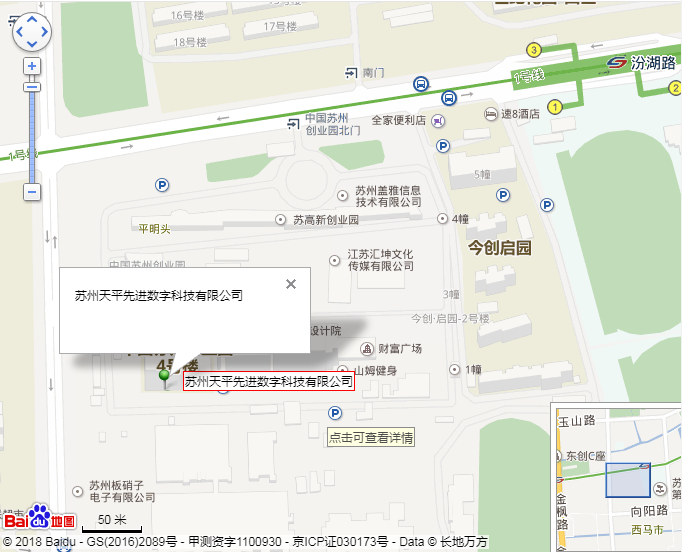 16号楼
17号楼
18号楼
南门
3
汾湖路
1号线
2
1
中国苏州
创业园北门
全家便利店
速8酒店
P
1号线
5幢
P
P
P
苏州盖雅信息
技术有限公司
平明头
苏高新创业园
4幢
今创启园
江苏汇坤文化
传媒有限公司
中国苏州创业园
苏州天平先进数字科技有限公司
3幢
今创·启园-2号楼
设计院
财富广场
4号楼
山姆健身
1幢
苏州天平先进数字科技有限公司
P
点击可查看详情
玉山路
东创C座
苏州板硝子
电子有限公司
金枫路
向阳路
西马市
Bai du 地图
50 米
© 2018 Baidu - GS(2016)2089号 - 甲测资字1100930 - 京ICP证030173号 - Data © 长地万方